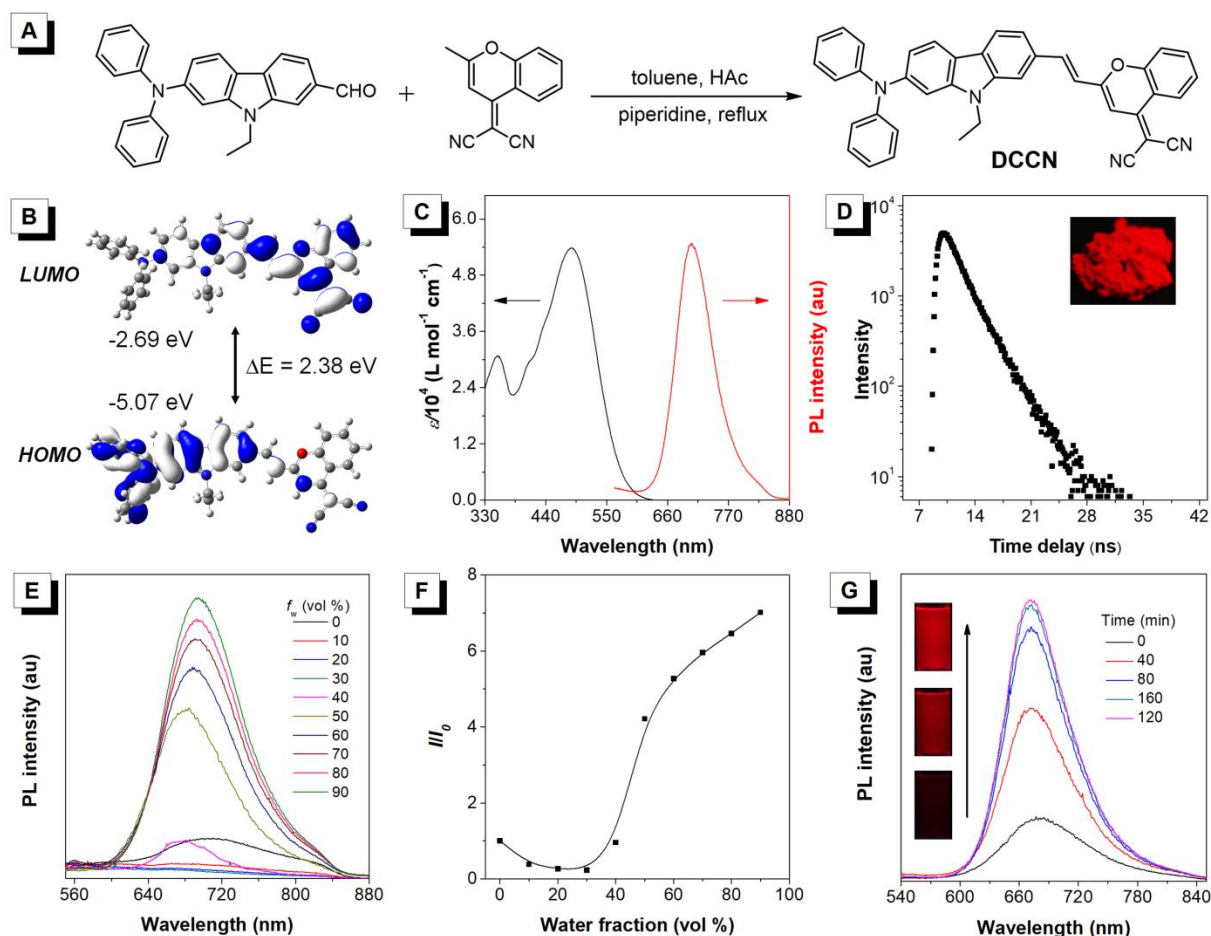 A
N
N
CHO
+
O
CN
CN
toluene, HAc
piperidine, reflux
N
N
O
CN
CN
DCCN
B
LUMO
-2.69 eV
ΔE = 2.38 eV
-5.07 eV
HOMO
C
ε/10⁴ (L mol⁻¹ cm⁻¹)
6.0
4.8
3.6
2.4
1.2
0.0
330 440 550 660 770 880
Wavelength (nm)
PL intensity (au)
D
Intensity
10⁴
10³
10²
10¹
7 14 21 28 35 42
Time delay (ns)
E
PL intensity (au)
fw (vol %)
0
10
20
30
40
50
60
70
80
90
560 640 720 800 880
Wavelength (nm)
F
I/I₀
8
6
4
2
0
0 20 40 60 80 100
Water fraction (vol %)
G
PL intensity (au)
Time (min)
0
40
80
160
120
540 600 660 720 780 840
Wavelength (nm)